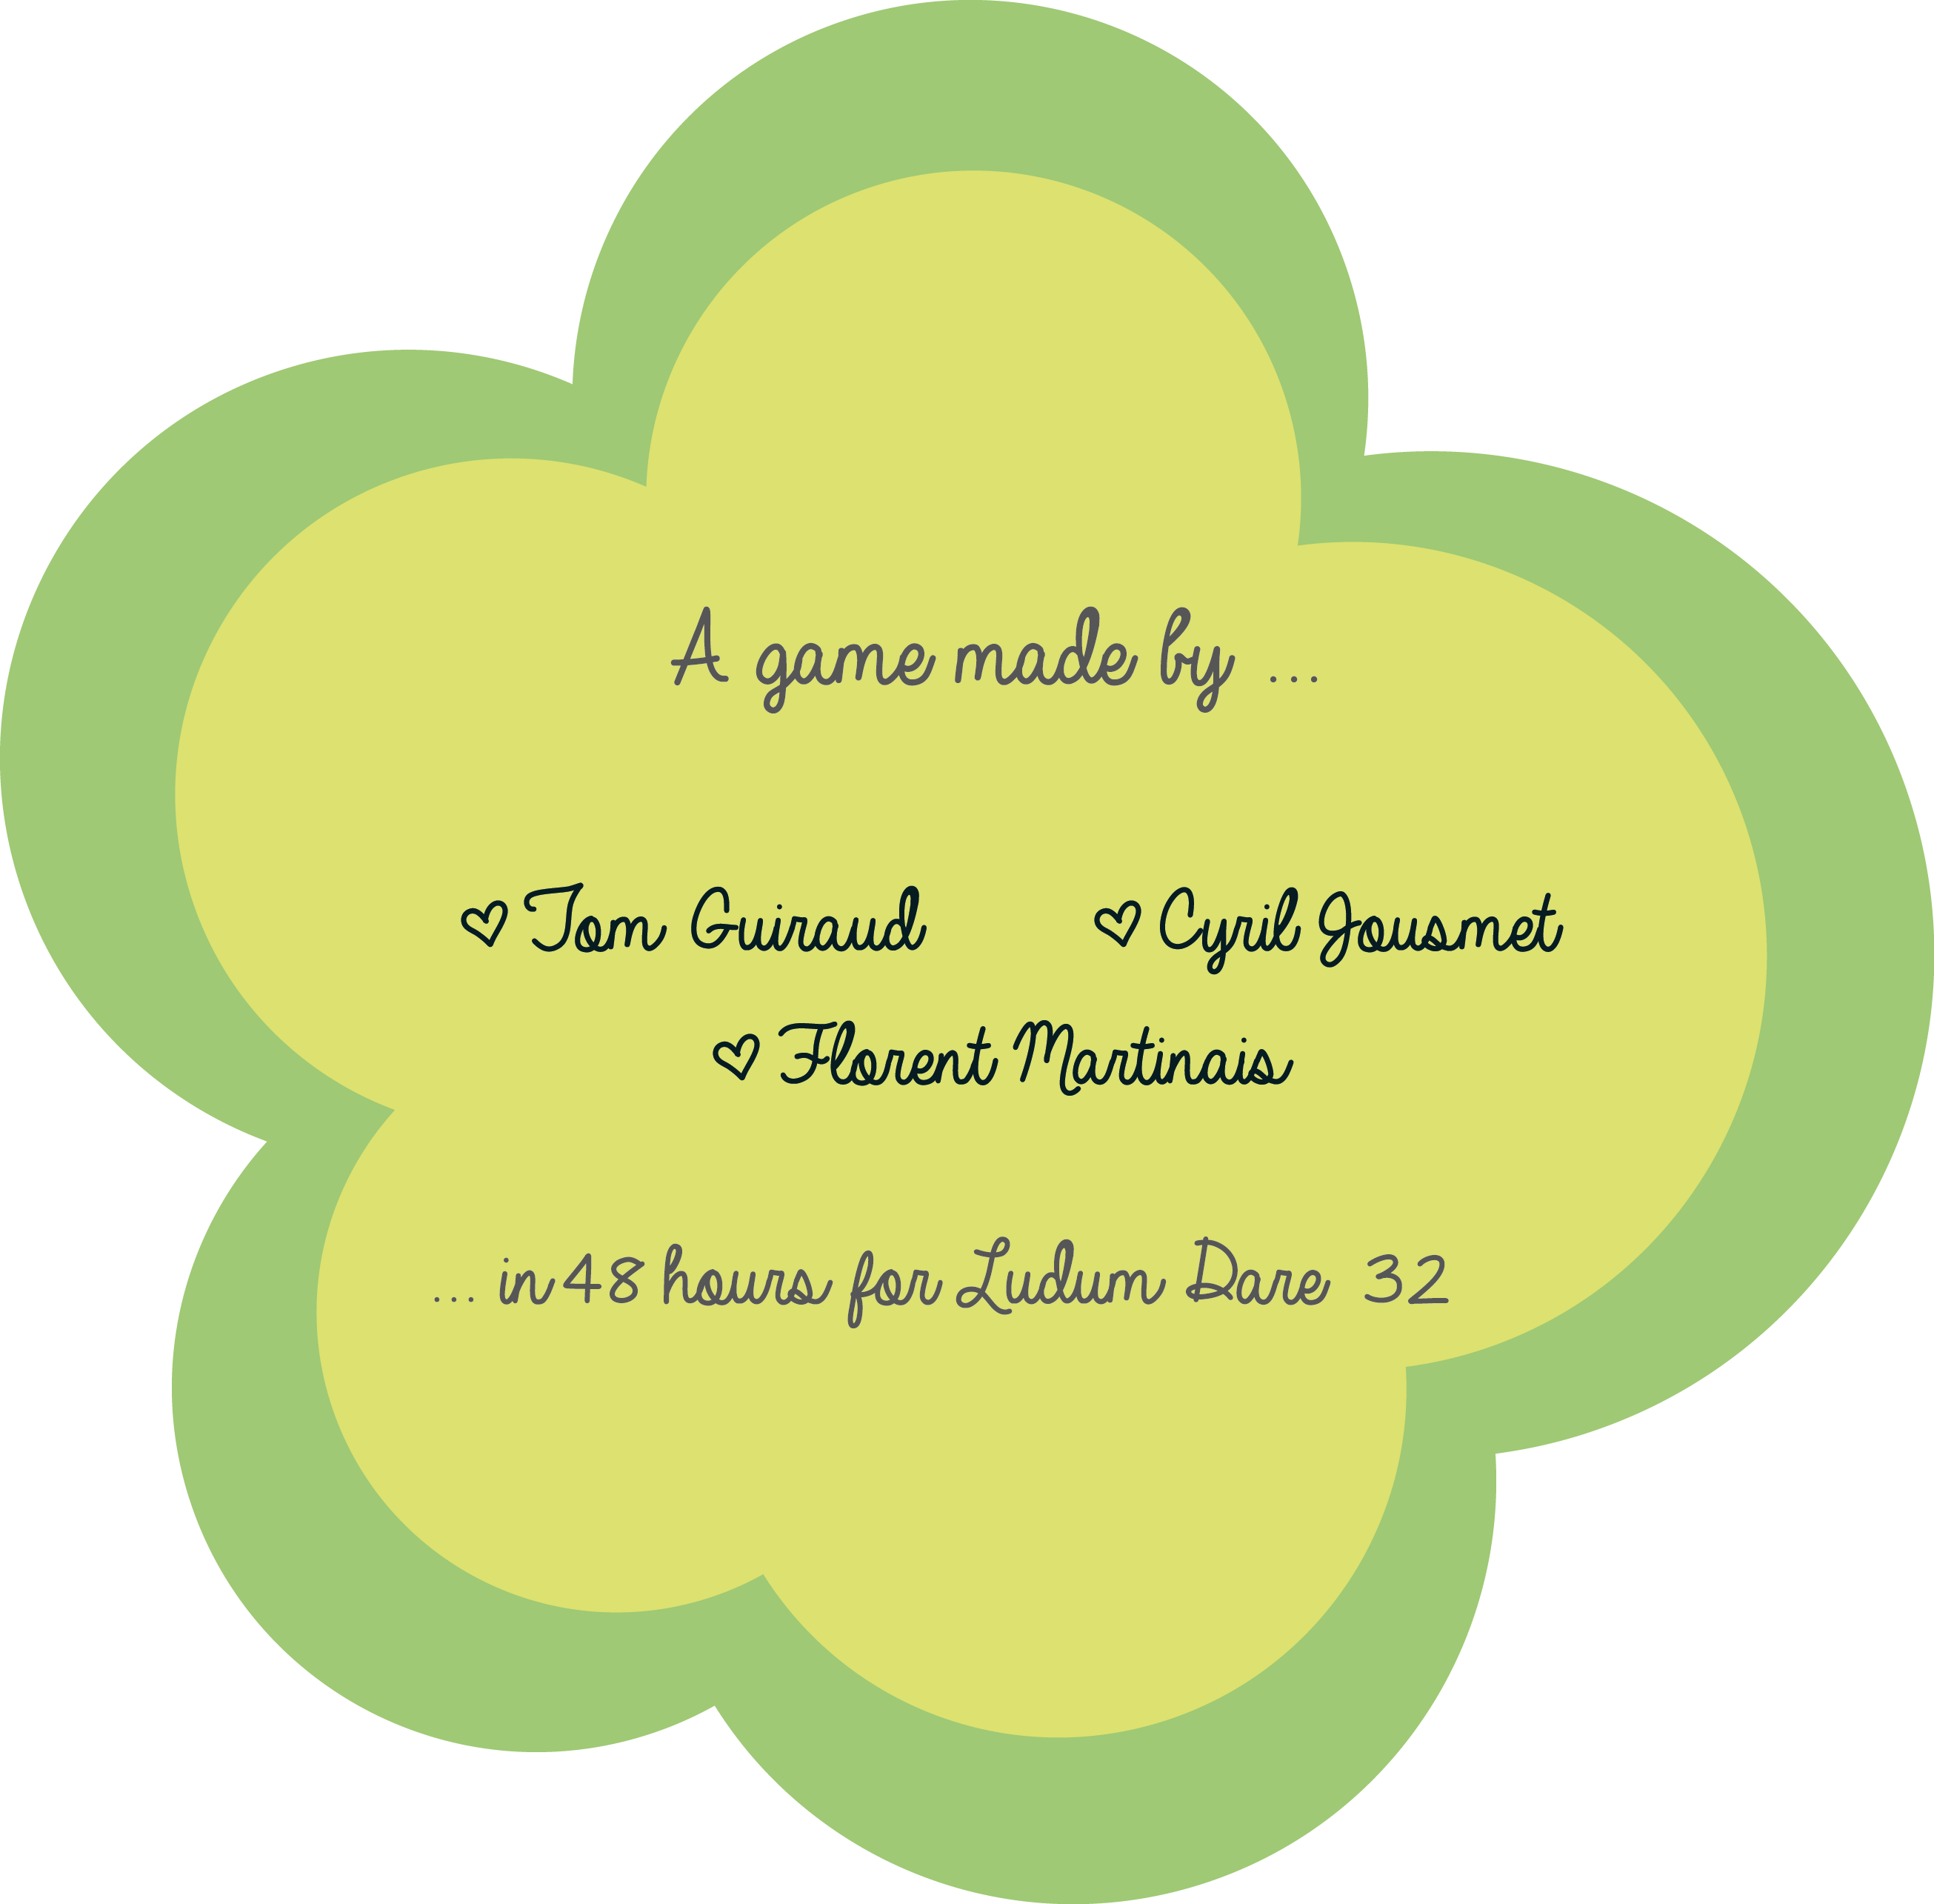 A game made by ...
♡Tom Guiraud ♡Cyril Jousmet
♡ Florent Martinais
...in 48 hours for Ludum Dare 32